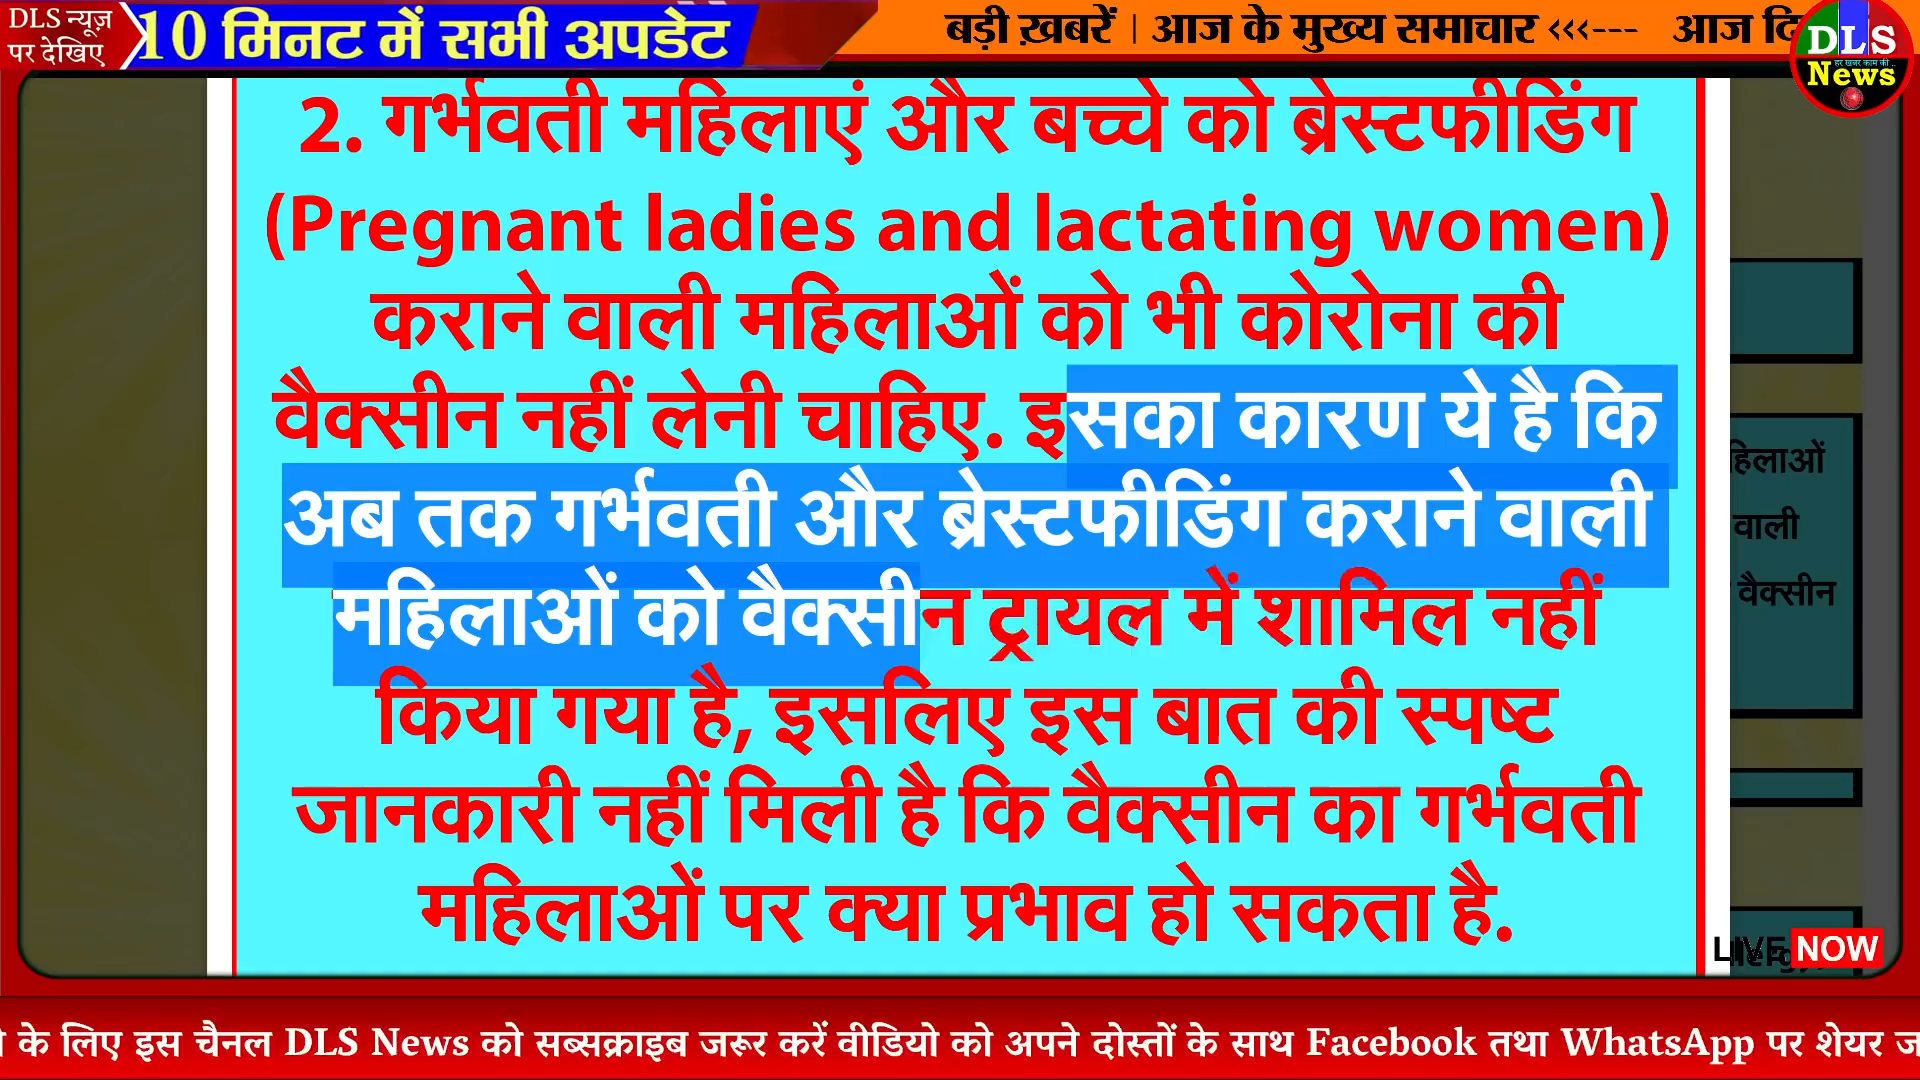 DLS न्यूज़
पर देखिए
10 मिनट में सभी अपडेट
बड़ी ख़बरें | आज के मुख्य समाचार <<<--- आज
DLS
News
2. गर्भवती महिलाएं और बच्चे को ब्रेस्टफीडिंग
(Pregnant ladies and lactating women)
कराने वाली महिलाओं को भी कोरोना की
वैक्सीन नहीं लेनी चाहिए. इसका कारण ये है कि
अब तक गर्भवती और ब्रेस्टफीडिंग कराने वाली
महिलाओं को वैक्सीन ट्रायल में शामिल नहीं
किया गया है, इसलिए इस बात की स्पष्ट
जानकारी नहीं मिली है कि वैक्सीन का गर्भवती
महिलाओं पर क्या प्रभाव हो सकता है.
वाली
वैक्सीन
LIVE NOW
के लिए इस चैनल DLS News को सब्सक्राइब जरूर करें वीडियो को अपने दोस्तों के साथ Facebook तथा WhatsApp पर शेयर